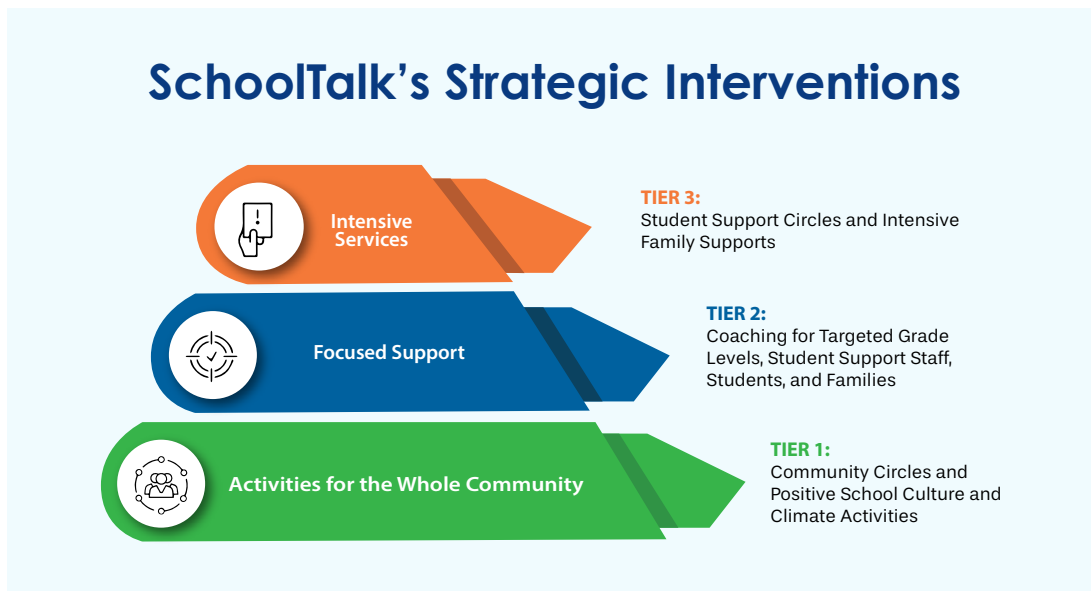 SchoolTalk’s Strategic Interventions
Intensive
Services
TIER 3:
Student Support Circles and Intensive
Family Supports
Focused Support
TIER 2:
Coaching for Targeted Grade
Levels, Student Support Staff,
Students, and Families
Activities for the Whole Community
TIER 1:
Community Circles and
Positive School Culture and
Climate Activities